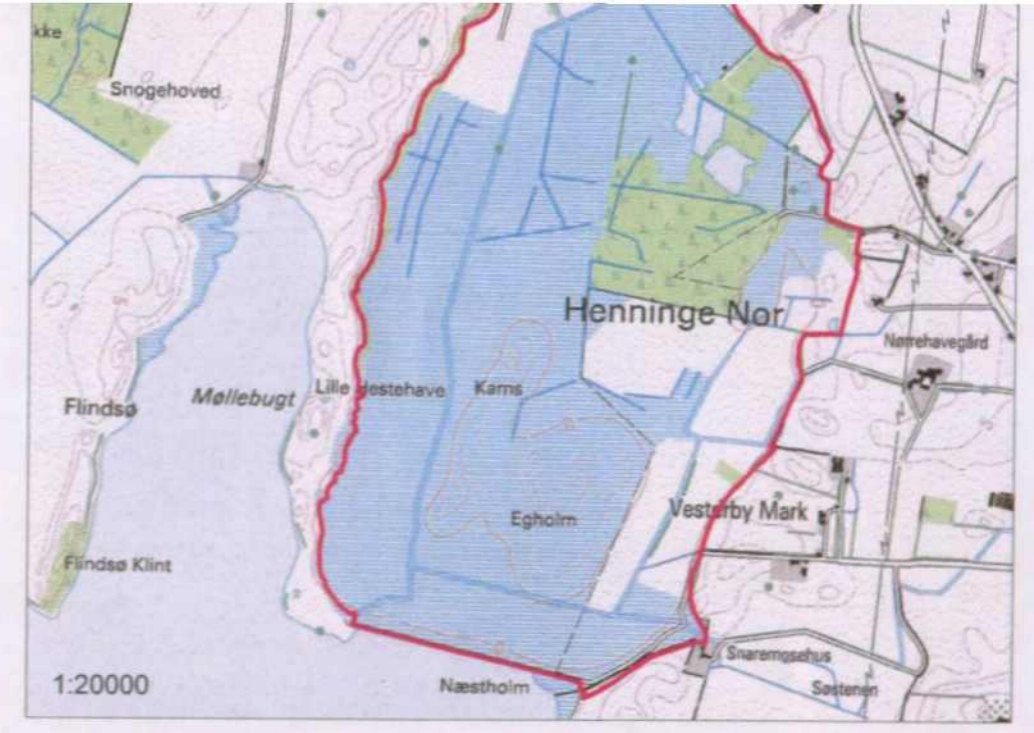 kke
Snogehoved
Henninge Nor
Nørrehavegård
Møllebugt
Lille Hestehave
Kams
Flindsø
Egholm
Vesterby Mark
Flindsø Klint
Snaremosehus
1:20000
Næstholm
Søstenen